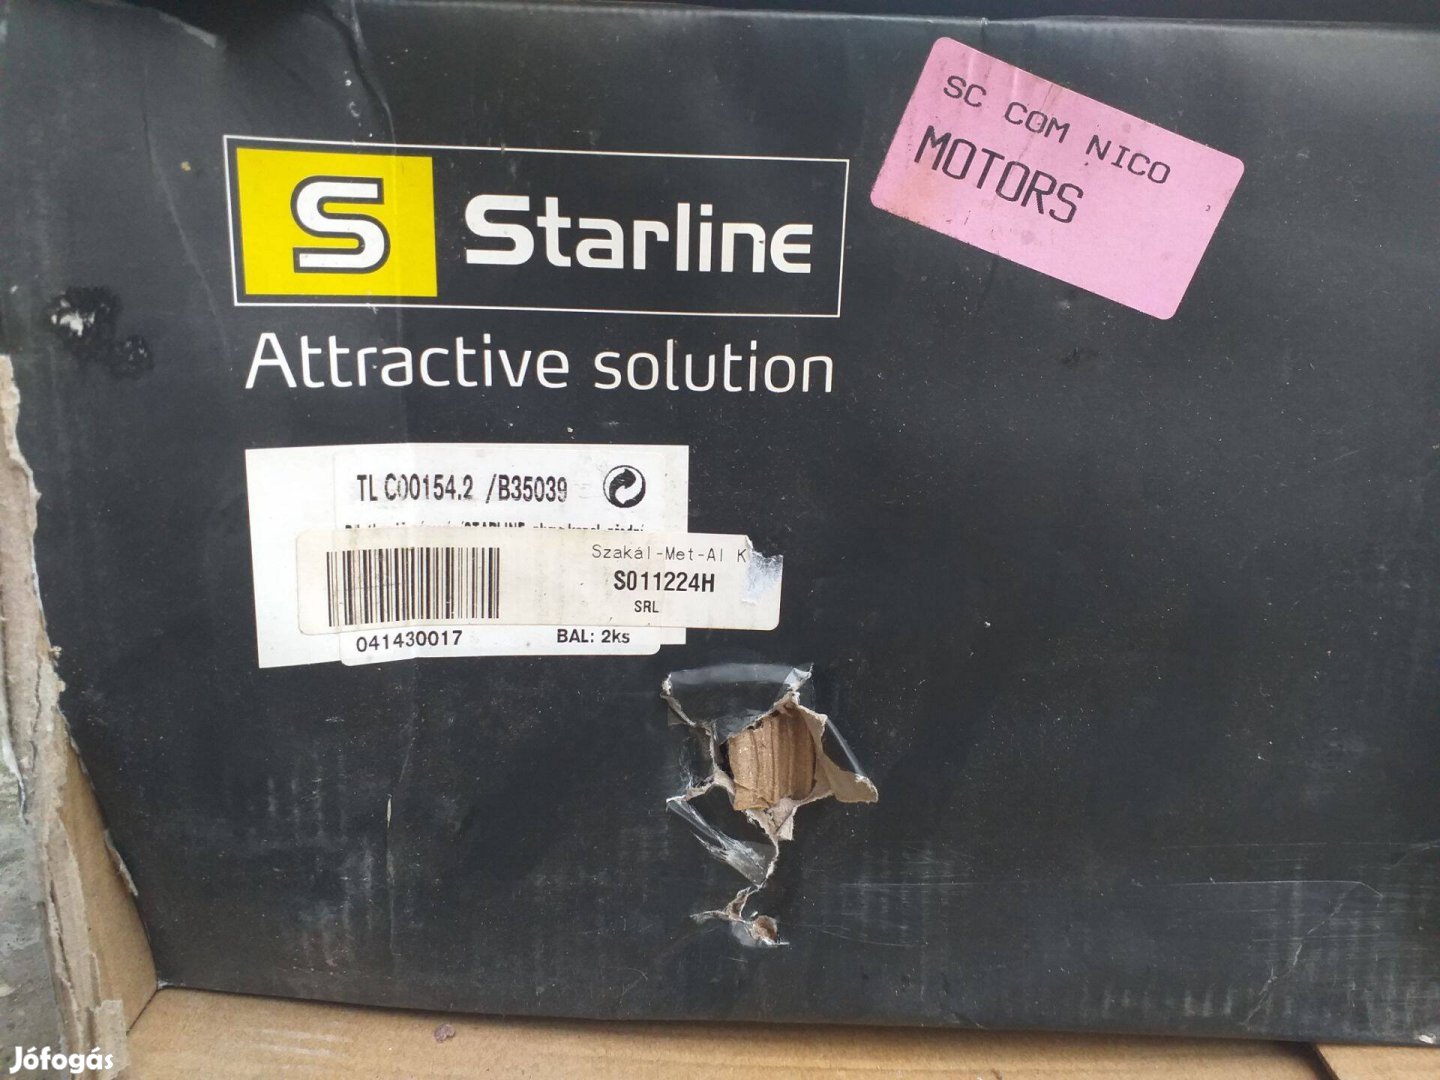 SC COM NICO
MOTORS
S Starline
Attractive solution
TL C00154.2 /B35039
Szakál-Met-Al K
S011224H
SRL
041430017
BAL: 2ks
Jófogás